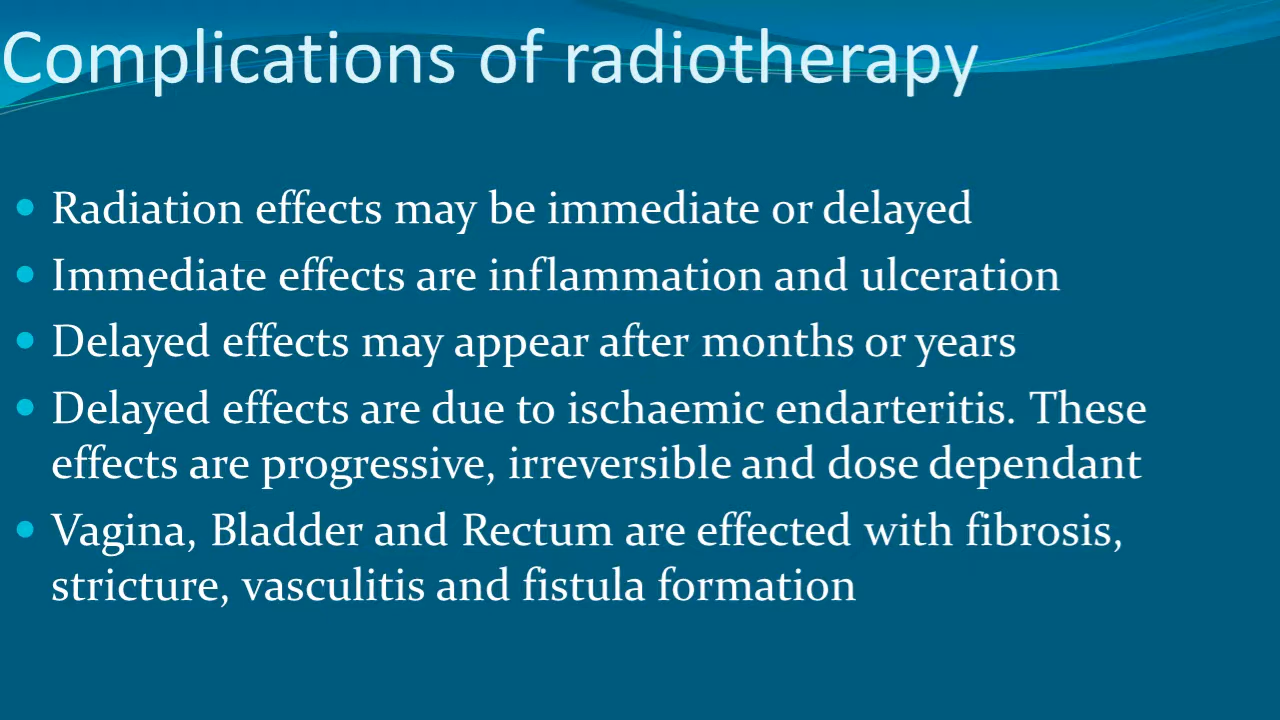 Complications of radiotherapy
• Radiation effects may be immediate or delayed
• Immediate effects are inflammation and ulceration
• Delayed effects may appear after months or years
• Delayed effects are due to ischaemic endarteritis. These
effects are progressive, irreversible and dose dependant
• Vagina, Bladder and Rectum are effected with fibrosis,
stricture, vasculitis and fistula formation